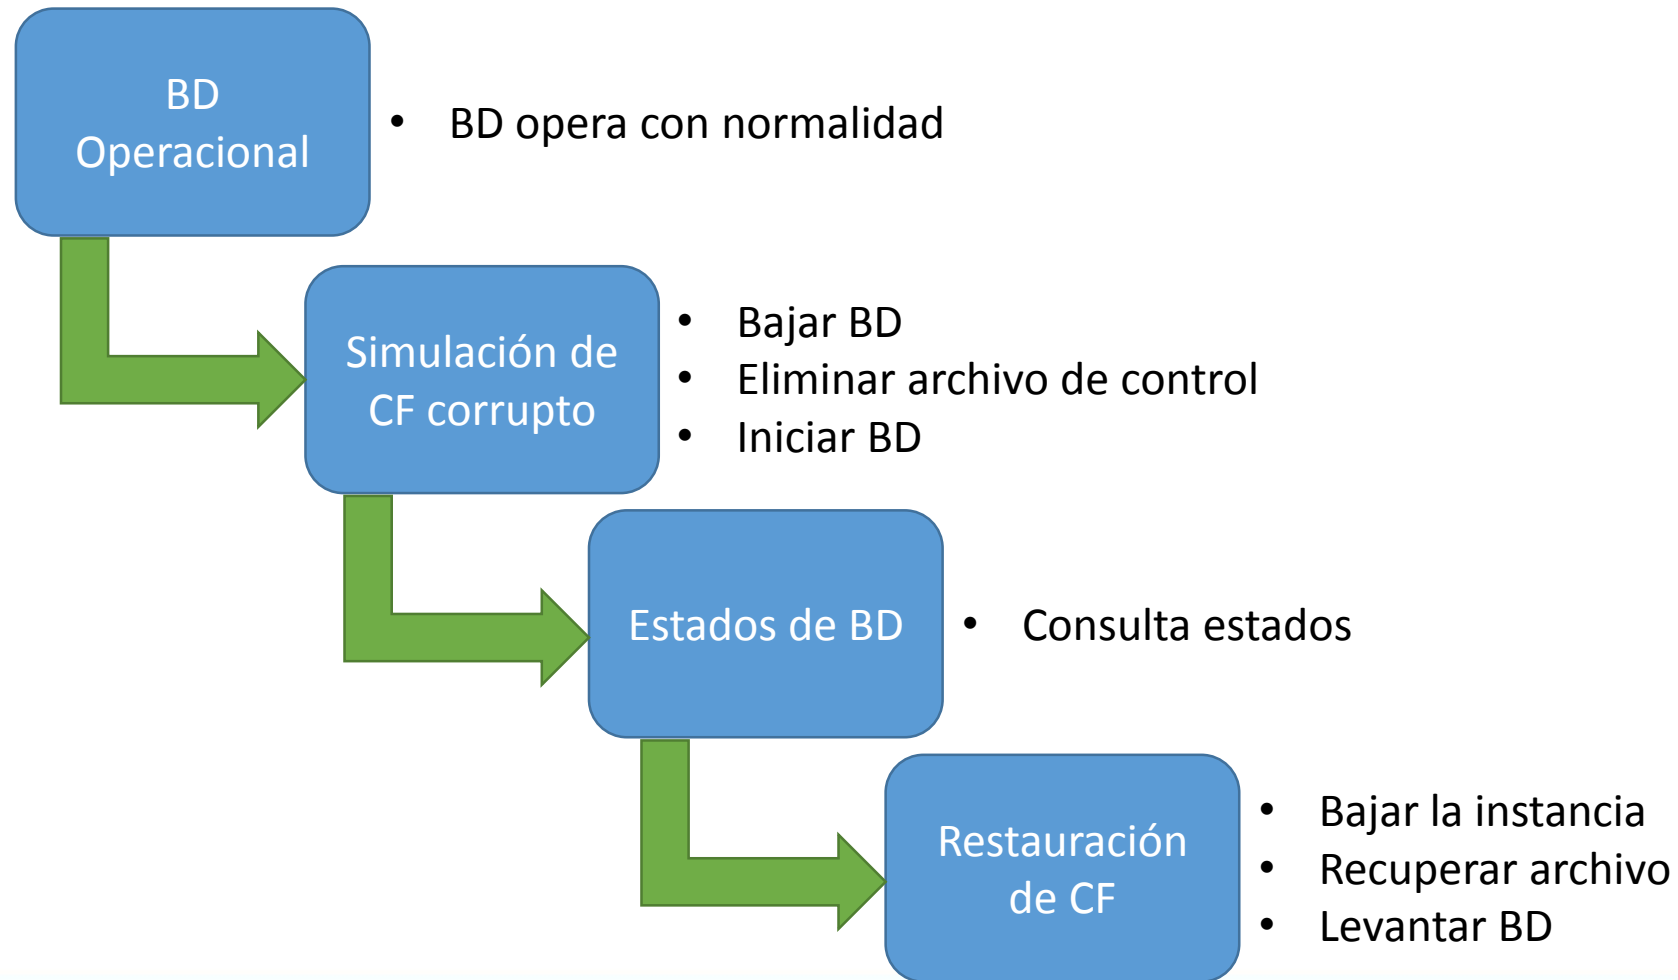 BD
Operacional
• BD opera con normalidad
Simulación de
CF corrupto
• Bajar BD
• Eliminar archivo de control
• Iniciar BD
Estados de BD
• Consulta estados
Restauración
de CF
• Bajar la instancia
• Recuperar archivo
• Levantar BD